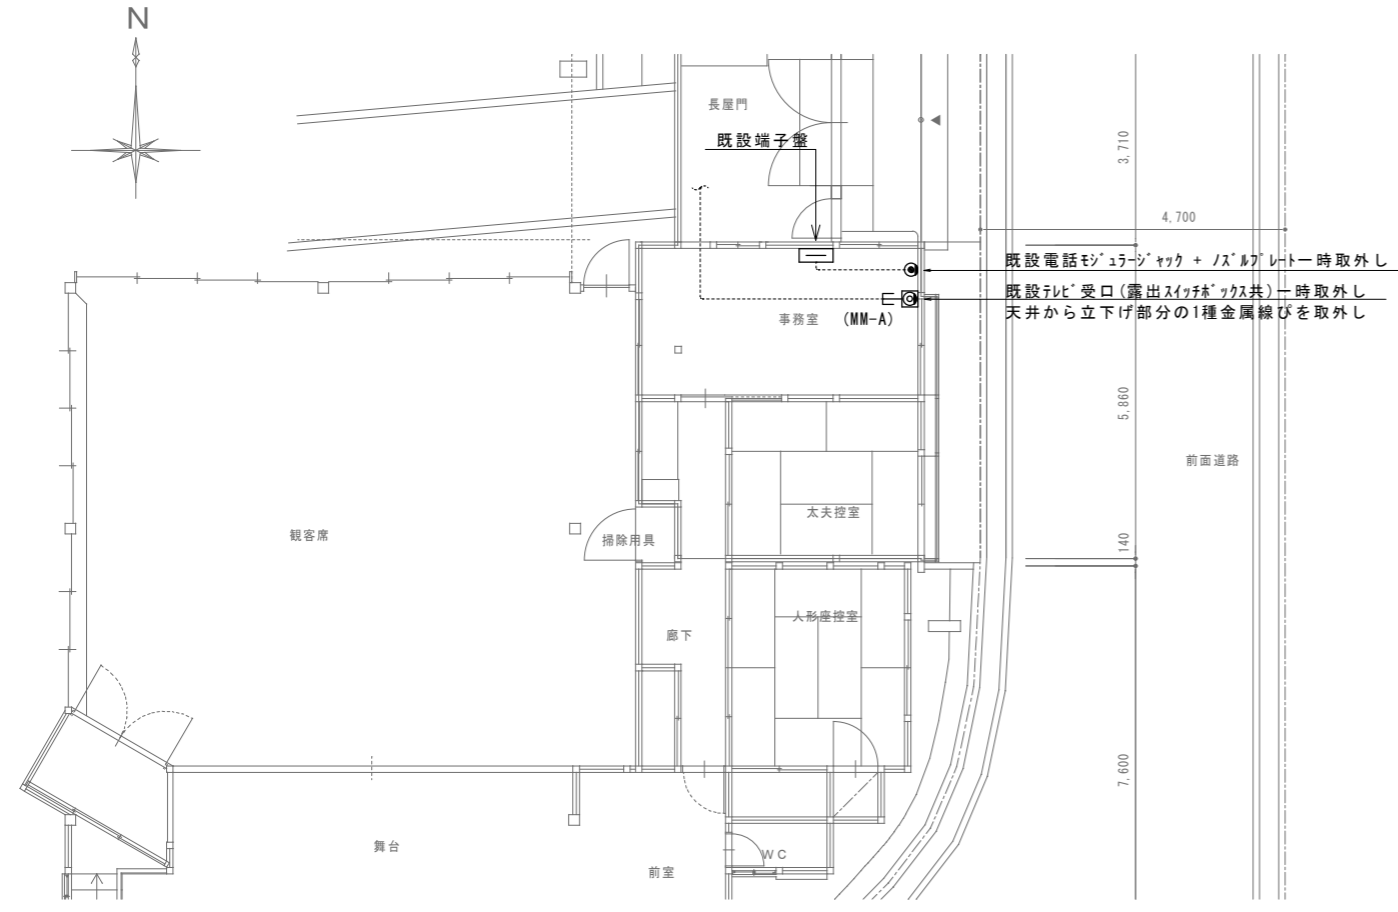 N
長屋門
既設端子盤
3,710
4,700
既設電話ﾓｼﾞｭﾗｰｼﾞｬｯｸ + ﾉｽﾞﾙﾌﾟﾚｰﾄ一時取外し
既設ﾃﾚﾋﾞ受口(露出ｽｲｯﾁﾎﾞｯｸｽ共)一時取外し
事務室 (MM-A)
天井から立下げ部分の1種金属線ぴを取外し
5,860
前面道路
太夫控室
観客席
掃除用具
140
人形座控室
廊下
7,600
舞台
WC
前室